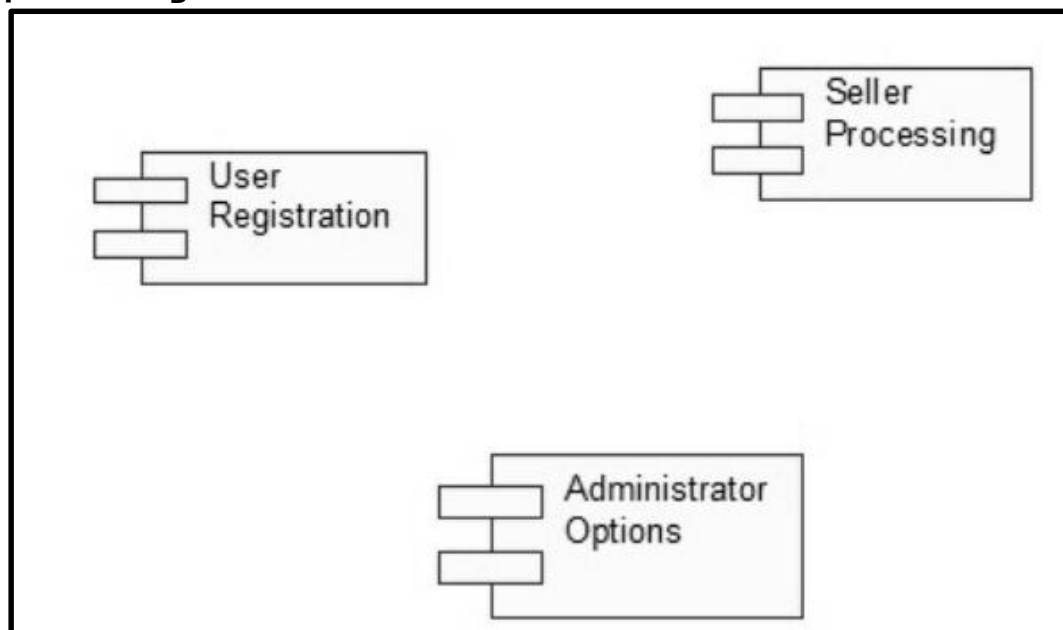 Seller
Processing
User
Registration
Administrator
Options